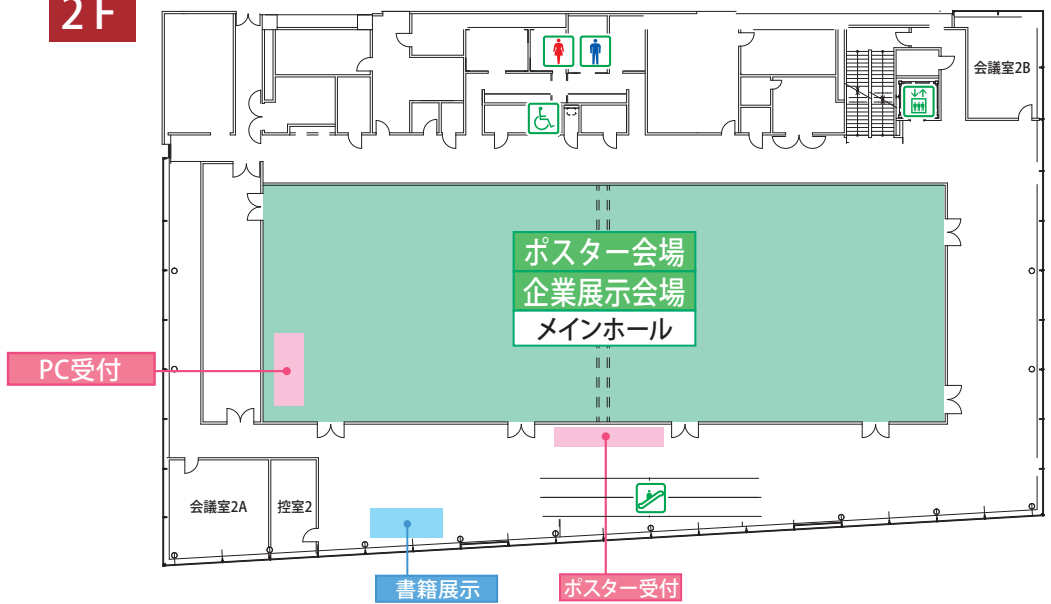 2F
会議室2B
ポスター会場
企業展示会場
メインホール
PC受付
会議室2A
控室2
書籍展示
ポスター受付